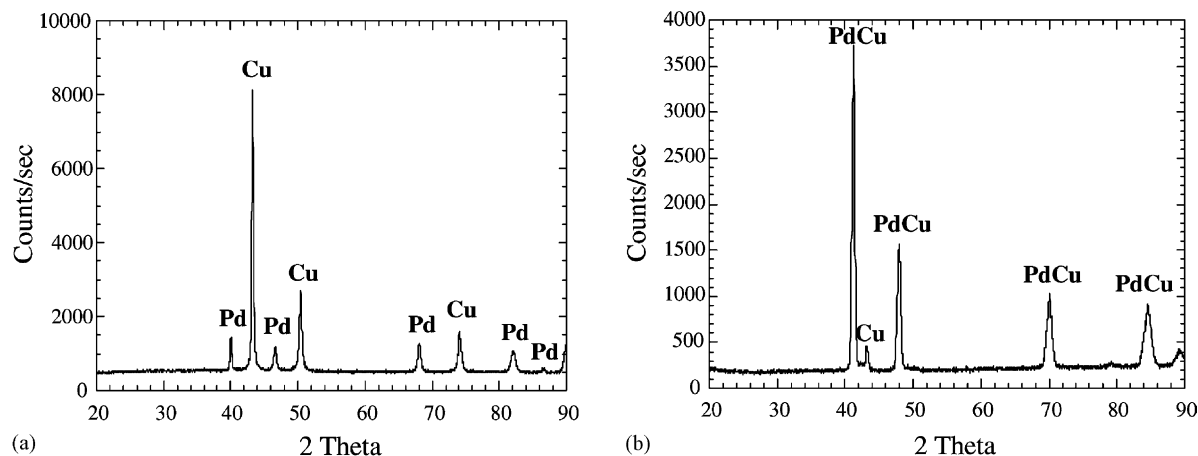 10000
8000
6000
4000
2000
0
Counts/sec
Cu
Pd
Pd
Cu
Pd
Cu
Pd
Pd
20 30 40 50 60 70 80 90
2 Theta
(a)
4000
3500
3000
2500
2000
1500
1000
500
0
Counts/sec
PdCu
Cu
PdCu
PdCu
PdCu
20 30 40 50 60 70 80 90
2 Theta
(b)